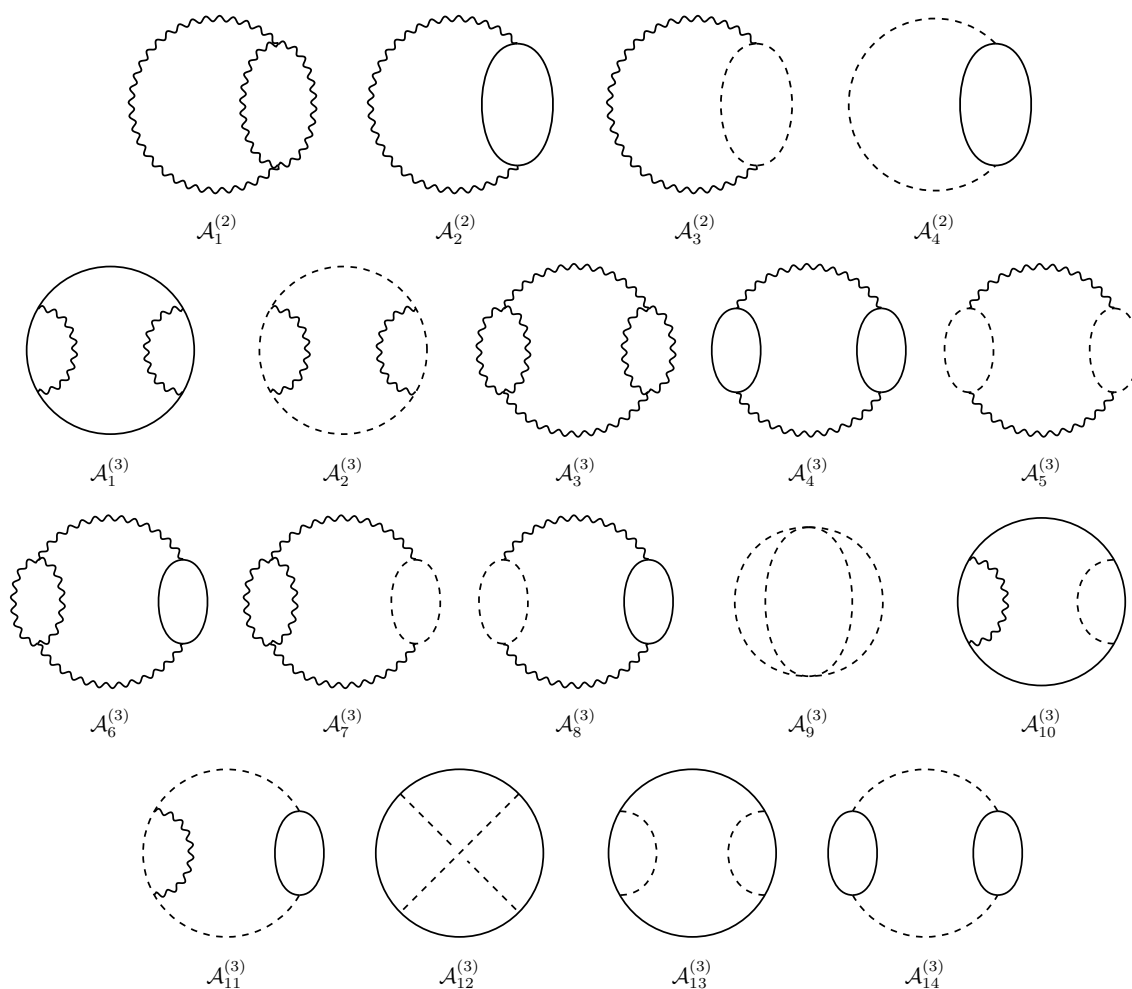 𝒜₁⁽²⁾ 𝒜₂⁽²⁾ 𝒜₃⁽²⁾ 𝒜₄⁽²⁾
𝒜₁⁽³⁾ 𝒜₂⁽³⁾ 𝒜₃⁽³⁾ 𝒜₄⁽³⁾ 𝒜₅⁽³⁾
𝒜₆⁽³⁾ 𝒜₇⁽³⁾ 𝒜₈⁽³⁾ 𝒜₉⁽³⁾ 𝒜₁₀⁽³⁾
𝒜₁₁⁽³⁾ 𝒜₁₂⁽³⁾ 𝒜₁₃⁽³⁾ 𝒜₁₄⁽³⁾